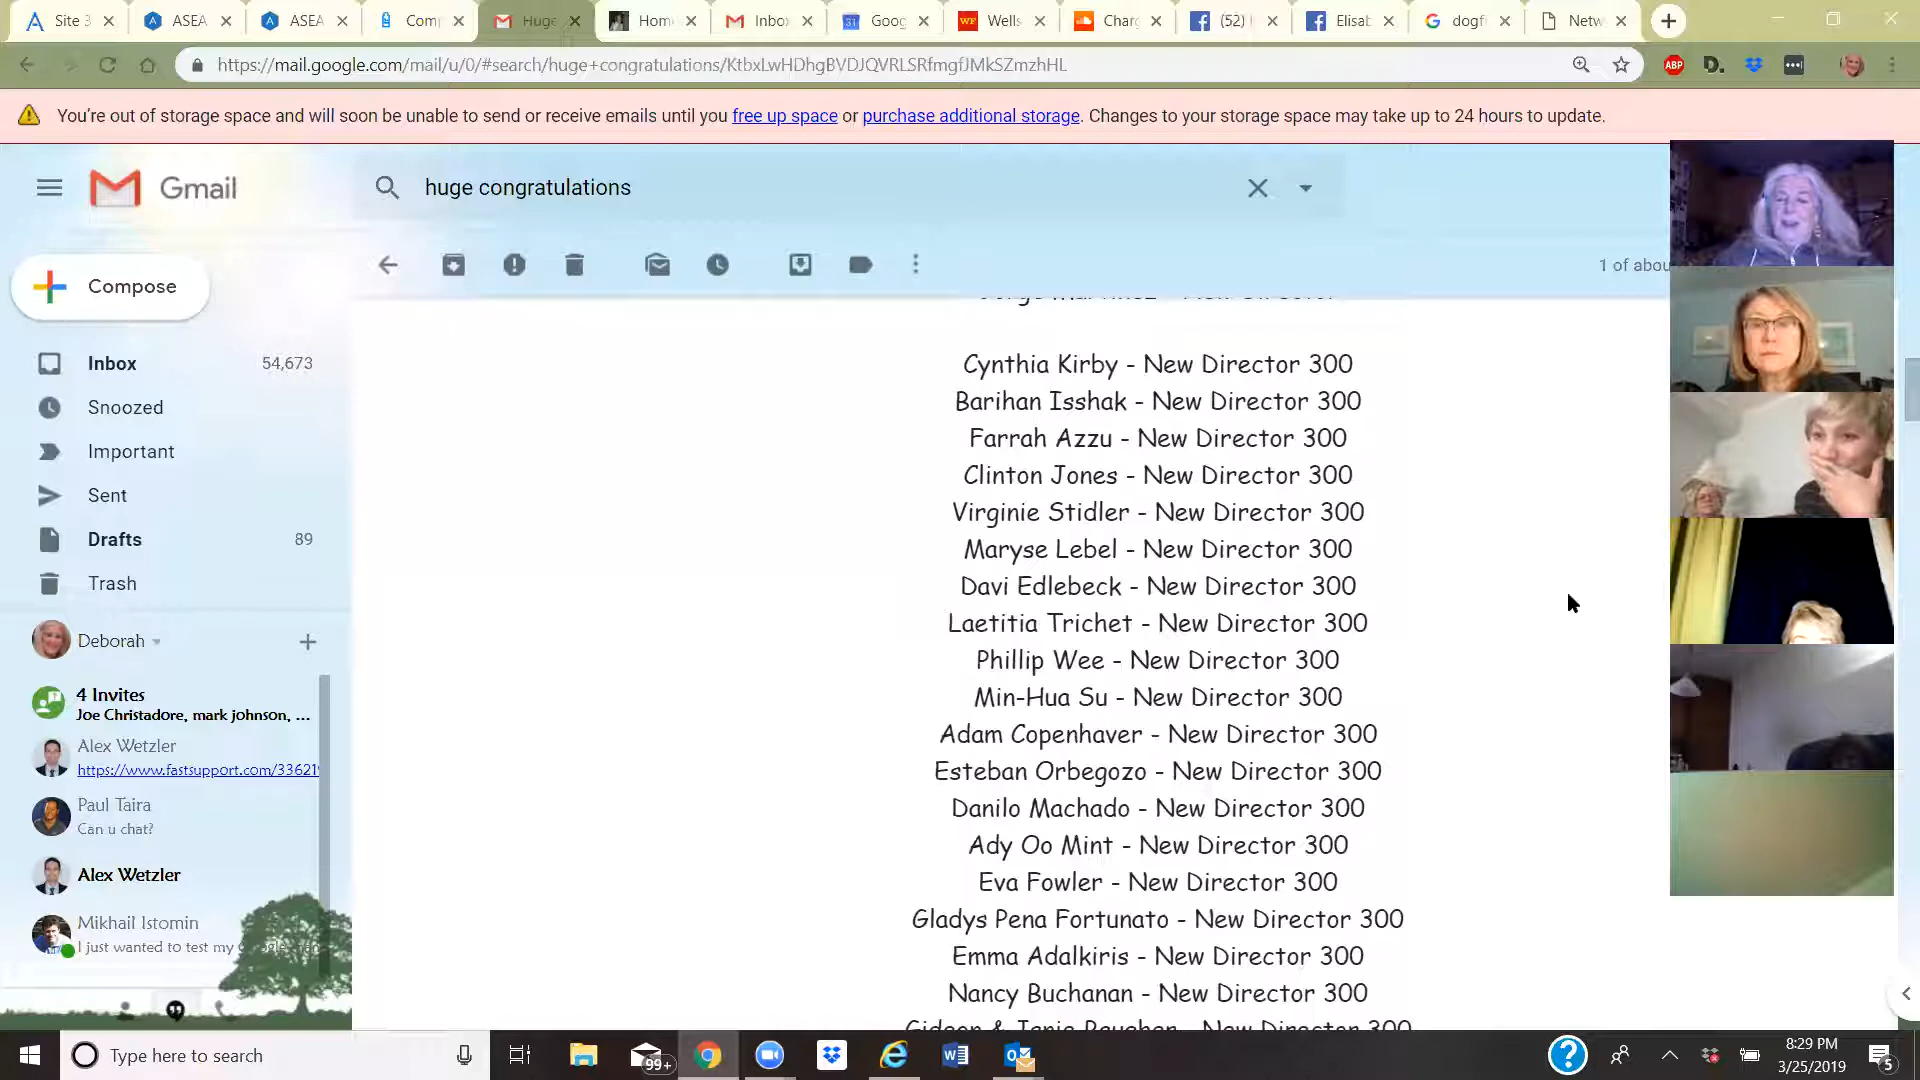 Site 3
ASEA
ASEA
Com
Huge
Hom
Inbo
Goog
Wells
Char
(52)
Elisab
dogf
Netw
https://mail.google.com/mail/u/0/#search/huge+congratulations/KtbxLwHDhgBVDJQVRLSRfmgfJMkSZmzhHL
ABP
D.
You're out of storage space and will soon be unable to send or receive emails until you free up space or purchase additional storage. Changes to your storage space may take up to 24 hours to update.
Gmail
huge congratulations
1 of abou
Compose
Inbox 54,673
Snoozed
Important
Sent
Drafts 89
Trash
Deborah
4 Invites
Joe Christadore, mark johnson, ...
Alex Wetzler
https://www.fastsupport.com/33621
Paul Taira
Can u chat?
Alex Wetzler
Mikhail Istomin
I just wanted to test my
Cynthia Kirby - New Director 300
Barihan Isshak - New Director 300
Farrah Azzu - New Director 300
Clinton Jones - New Director 300
Virginie Stidler - New Director 300
Maryse Lebel - New Director 300
Davi Edlebeck - New Director 300
Laetitia Trichet - New Director 300
Phillip Wee - New Director 300
Min-Hua Su - New Director 300
Adam Copenhaver - New Director 300
Esteban Orbegozo - New Director 300
Danilo Machado - New Director 300
Ady Oo Mint - New Director 300
Eva Fowler - New Director 300
Gladys Pena Fortunato - New Director 300
Emma Adalkiris - New Director 300
Nancy Buchanan - New Director 300
Type here to search
99+
8:29 PM
3/25/2019
5